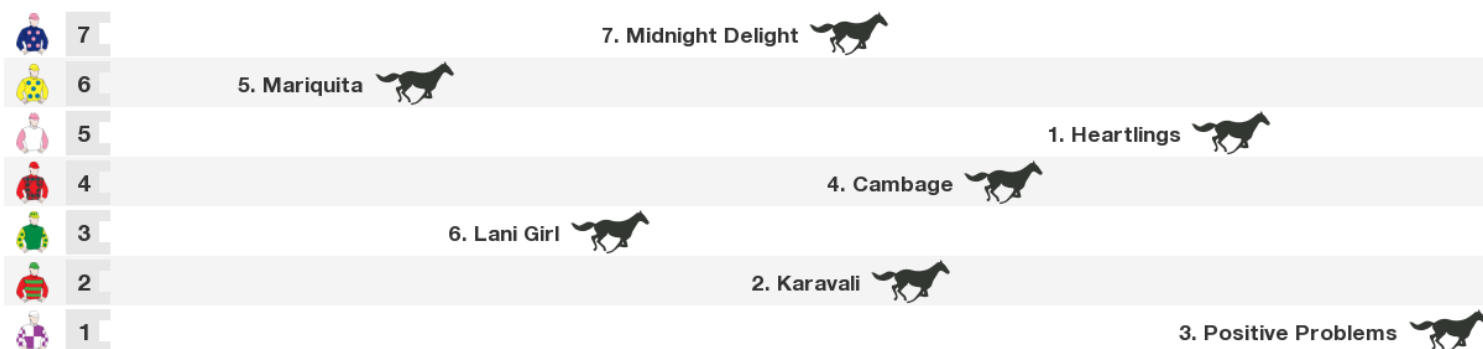 7 7. Midnight Delight
6 5. Mariquita
5 1. Heartlings
4 4. Cambage
3 6. Lani Girl
2 2. Karavali
1 3. Positive Problems